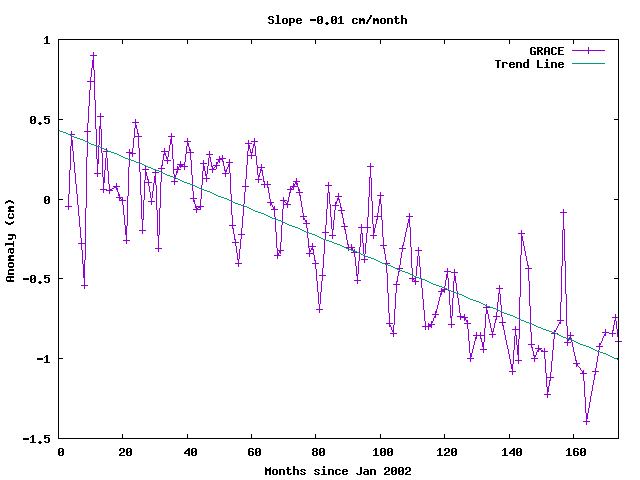 Slope -0.01 cm/month
GRACE
Trend Line
1
0.5
0
-0.5
-1
-1.5
Anomaly (cm)
0 20 40 60 80 100 120 140 160
Months since Jan 2002